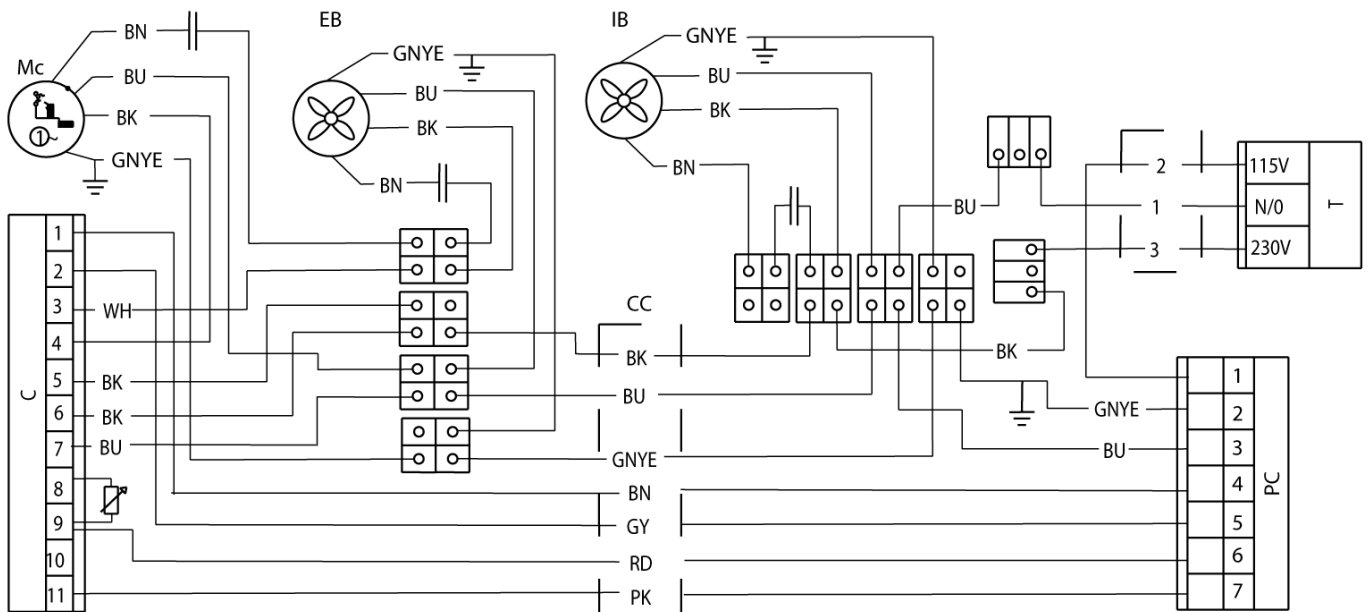 EB IB
BN GNYE GNYE
Mc BU BU BU
BK BK BK
1~
GNYE BN BN
2 115V
BU 1 N/0 T
3 230V
C
1
2
3 WH
4
5 BK
6 BK
7 BU
8
9
10
11
CC
BK BK
BU
GNYE
BN
GY
RD
PK
GNYE
BU
1
2
3
4
5
6
7
PC